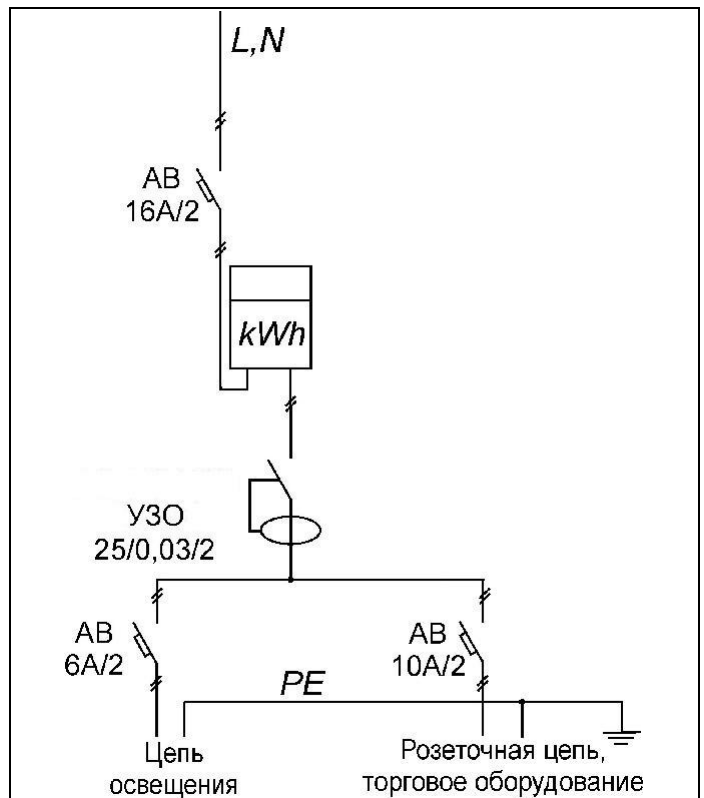 L,N
АВ
16А/2
kWh
УЗО
25/0,03/2
АВ
6А/2
АВ
10А/2
PE
Цепь
освещения
Розеточная цепь,
торговое оборудование